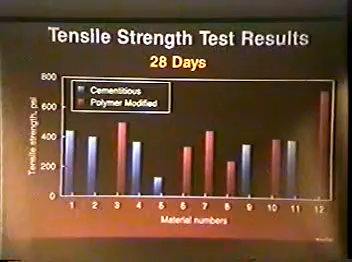 Tensile Strength Test Results
28 Days
Tensile strength, psi
800
600
400
200
0
Cementitious
Polymer Modified
1 2 3 4 5 6 7 8 9 10 11 12
Material numbers